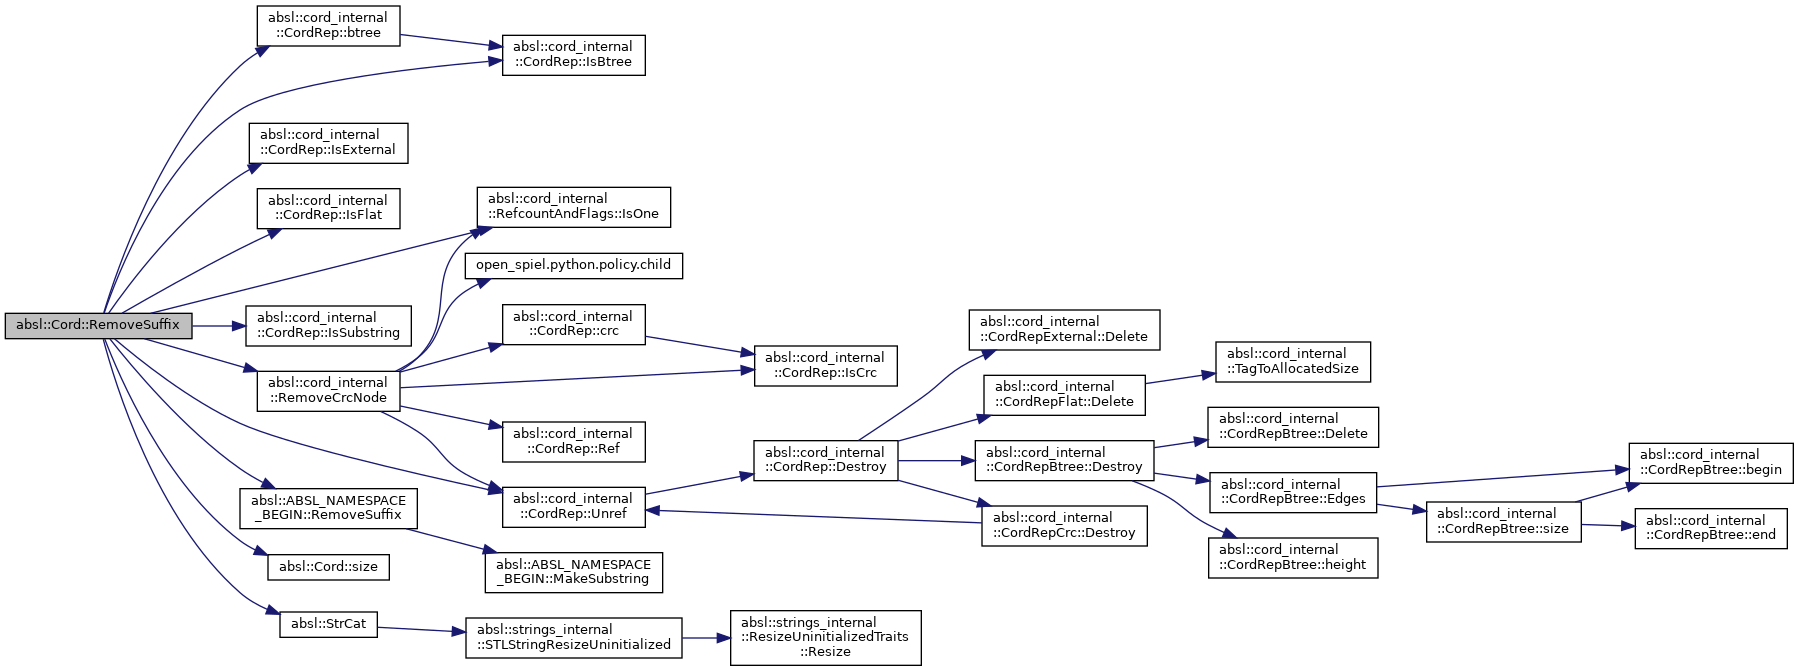 absl::cord_internal
::CordRep::btree
absl::cord_internal
::CordRep::IsBtree
absl::cord_internal
::CordRep::IsExternal
absl::cord_internal
::CordRep::IsFlat
absl::cord_internal
::RefcountAndFlags::IsOne
open_spiel.python.policy.child
absl::Cord::RemoveSuffix
absl::cord_internal
::CordRep::IsSubstring
absl::cord_internal
::CordRep::crc
absl::cord_internal
::CordRepExternal::Delete
absl::cord_internal
::CordRep::IsCrc
absl::cord_internal
::TagToAllocatedSize
absl::cord_internal
::RemoveCrcNode
absl::cord_internal
::CordRepFlat::Delete
absl::cord_internal
::CordRep::Ref
absl::cord_internal
::CordRepBtree::Delete
absl::cord_internal
::CordRep::Destroy
absl::cord_internal
::CordRepBtree::Destroy
absl::cord_internal
::CordRepBtree::begin
absl::ABSL_NAMESPACE
_BEGIN::RemoveSuffix
absl::cord_internal
::CordRep::Unref
absl::cord_internal
::CordRepBtree::Edges
absl::cord_internal
::CordRepCrc::Destroy
absl::cord_internal
::CordRepBtree::size
absl::cord_internal
::CordRepBtree::end
absl::Cord::size
absl::ABSL_NAMESPACE
_BEGIN::MakeSubstring
absl::cord_internal
::CordRepBtree::height
absl::StrCat
absl::strings_internal
::STLStringResizeUninitialized
absl::strings_internal
::ResizeUninitializedTraits
::Resize